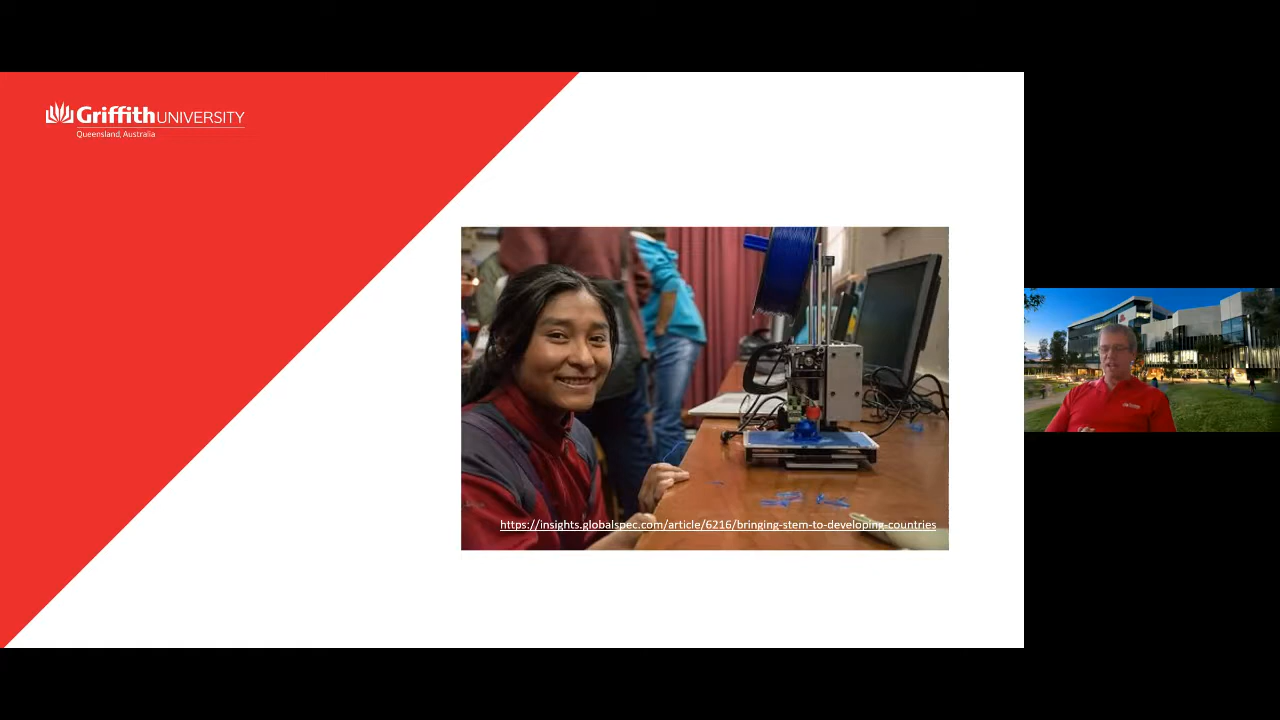 Griffith UNIVERSITY
Queensland, Australia
https://insights.globalspec.com/article/6216/bringing-stem-to-developing-countries